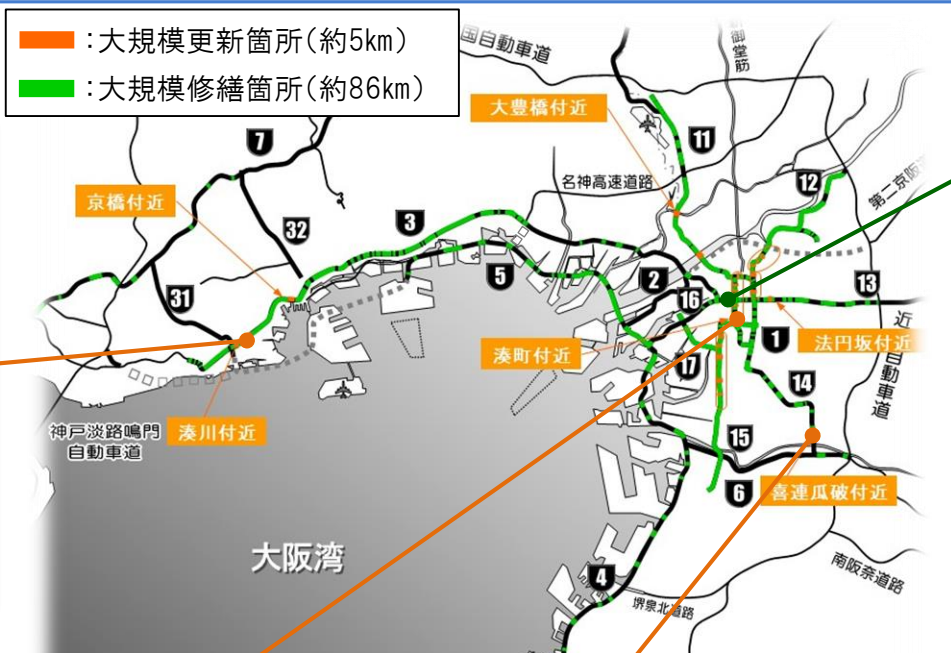 ：大規模更新箇所(約5km)
：大規模修繕箇所(約86km)
国自動車道
新御堂筋
大豊橋付近
11
7
名神高速道路
12
第二京阪道
京橋付近
32
3
5
2
16
13
31
湊町付近
17
1
法円坂付近
近
自動車道
14
神戸淡路鳴門
自動車道
湊川付近
15
6
喜連瓜破付近
大阪湾
4
堺泉北道路
南阪奈道路